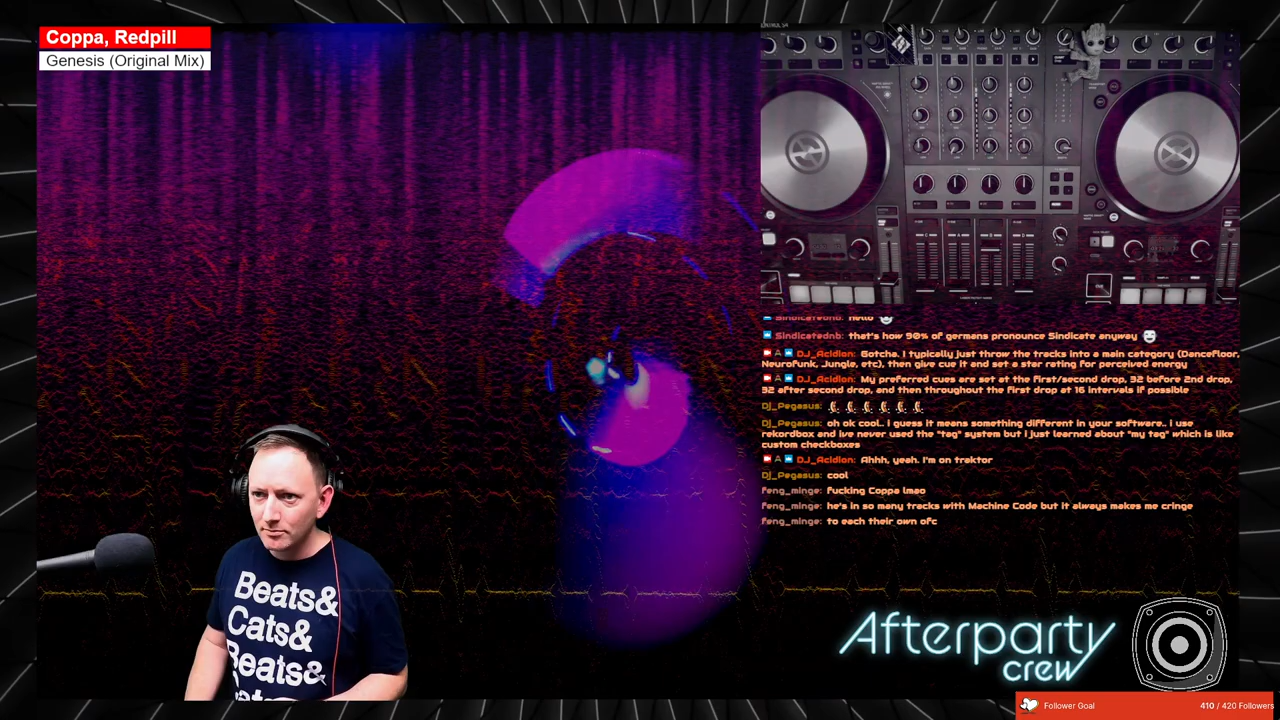 Coppa, Redpill
Genesis (Original Mix)
Sindicatednb: hello
Sindicatednb: that's how 90% of germans pronounce Sindicate anyway
DJ_Acidion: Gotcha. I typically just throw the tracks into a main category (Dancefloor,
Neurofunk, Jungle, etc), then give cue it and set a star rating for perceived energy
DJ_Acidion: My preferred cues are set at the first/second drop, 32 before 2nd drop,
32 after second drop, and then throughout the first drop at 16 intervals if possible
Dj_Pegasus:
Dj_Pegasus: oh ok cool.. i guess it means something different in your software.. i use
rekordbox and ive never used the "tag" system but i just learned about "my tag" which is like
custom checkboxes
DJ_Acidion: Ahhh, yeah. I'm on traktor
Dj_Pegasus: cool
feng_minge: fucking Coppa lmao
feng_minge: he's in so many tracks with Machine Code but it always makes me cringe
feng_minge: to each their own ofc
Beats&
Cats&
Beats&
Afterparty
crew
Follower Goal
410 / 420 Followers